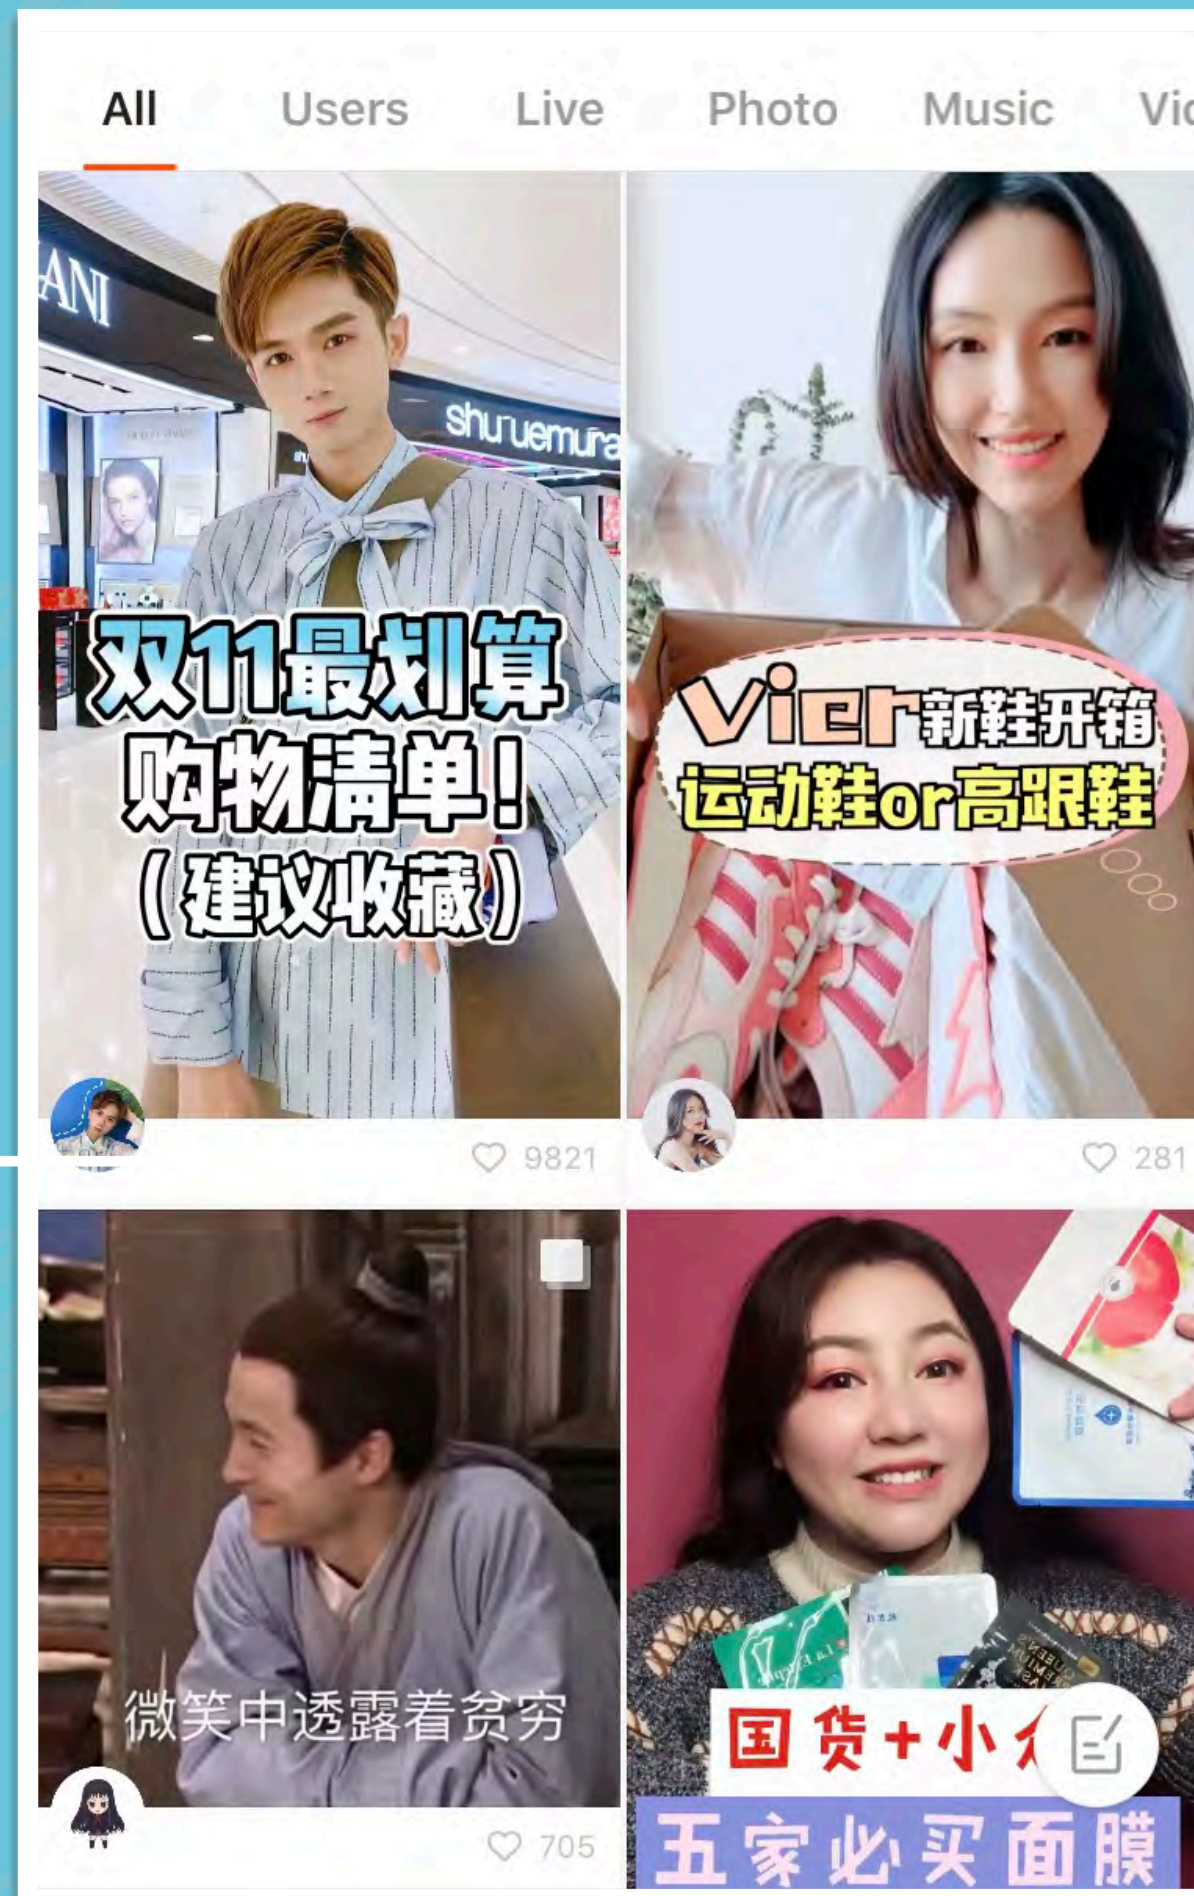 All
Users
Live
Photo
Music
ANI
shu uemura
双11最划算
购物清单!
(建议收藏)
Vier新鞋开箱
运动鞋or高跟鞋
9821
281
微笑中透露着贫穷
705
国货+小
五家必买面膜